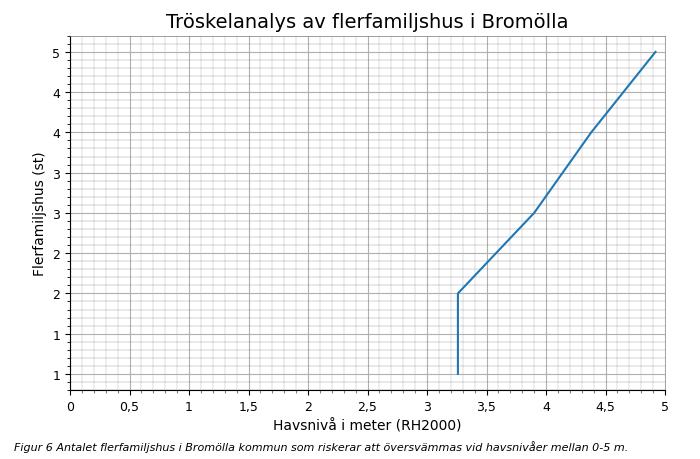 Tröskelanalys av flerfamiljshus i Bromölla
Flerfamiljshus (st)
5
4
4
3
3
2
2
1
1
0 0,5 1 1,5 2 2,5 3 3,5 4 4,5 5
Havsnivå i meter (RH2000)
Figur 6 Antalet flerfamiljshus i Bromölla kommun som riskerar att översvämmas vid havsnivåer mellan 0-5 m.